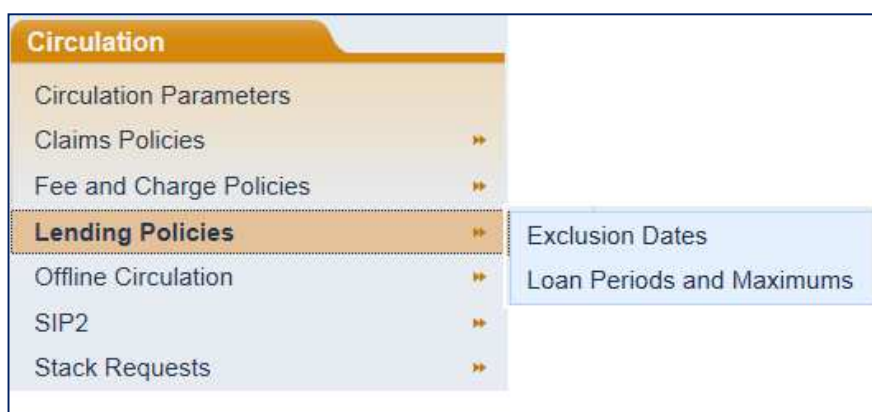 Circulation
Circulation Parameters
Claims Policies
Fee and Charge Policies
Lending Policies
Exclusion Dates
Offline Circulation
Loan Periods and Maximums
SIP2
Stack Requests